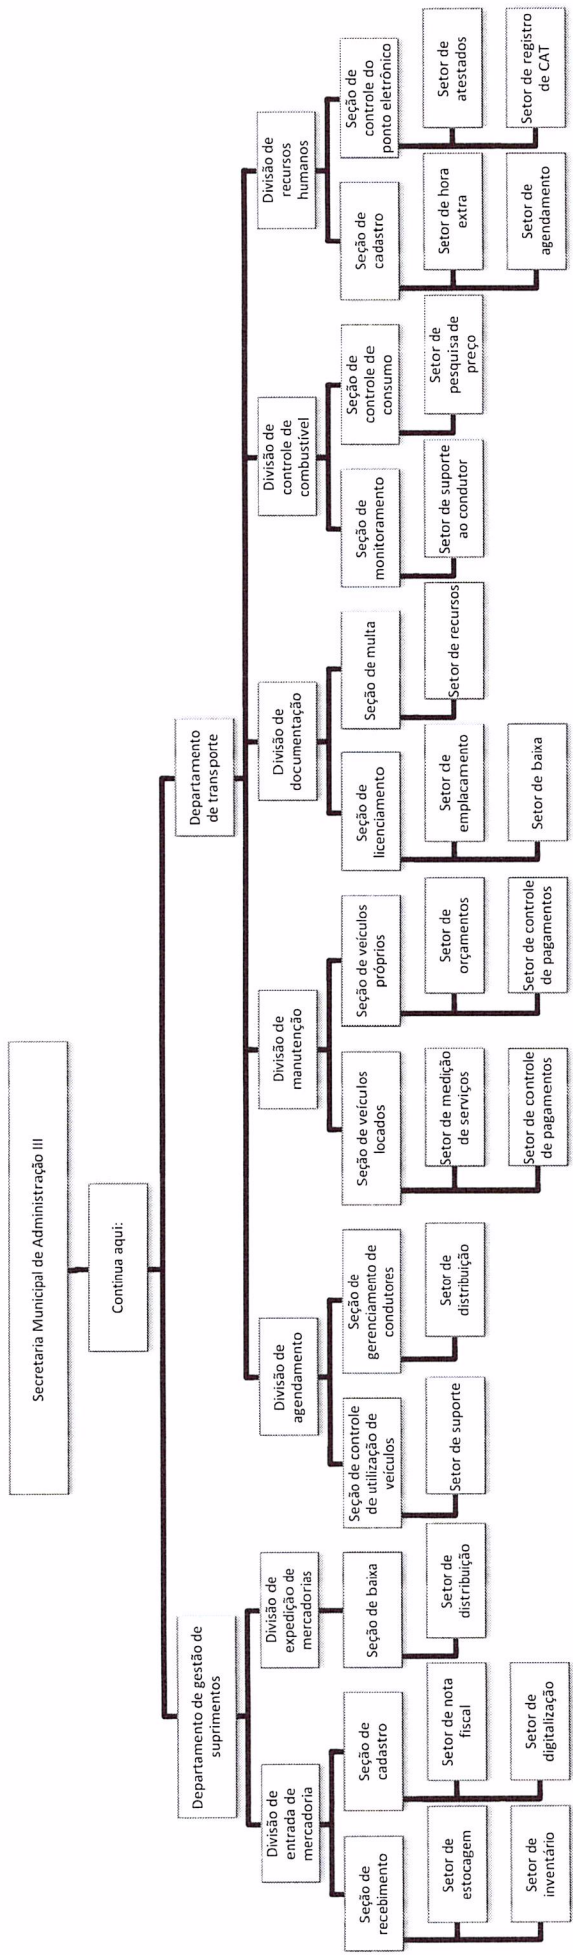 Secretaria Municipal de Administração III
Continua aqui:
Departamento de gestão de
suprimentos
Departamento
de transporte
Divisão de
entrada de
mercadoria
Divisão de
expedição de
mercadorias
Divisão de
agendamento
Divisão de
manutenção
Divisão de
documentação
Divisão de
controle de
combustível
Divisão de
recursos
humanos
Seção de
recebimento
Seção de
cadastro
Seção de baixa
Seção de controle
de utilização de
veículos
Seção de
gerenciamento de
condutores
Seção de veículos
locados
Seção de veículos
próprios
Seção de
licenciamento
Seção de multa
Seção de
monitoramento
Seção de
controle de
consumo
Seção de
cadastro
Seção de
controle do
ponto eletrônico
Setor de
estocagem
Setor de nota
fiscal
Setor de
distribuição
Setor de suporte
Setor de
distribuição
Setor de medição
de serviços
Setor de
orçamentos
Setor de
emplacamento
Setor de recursos
Setor de suporte
ao condutor
Setor de
pesquisa de
preço
Setor de hora
extra
Setor de
atestados
Setor de
inventário
Setor de
digitalização
Setor de controle
de pagamentos
Setor de controle
de pagamentos
Setor de baixa
Setor de
agendamento
Setor de registro
de CAT